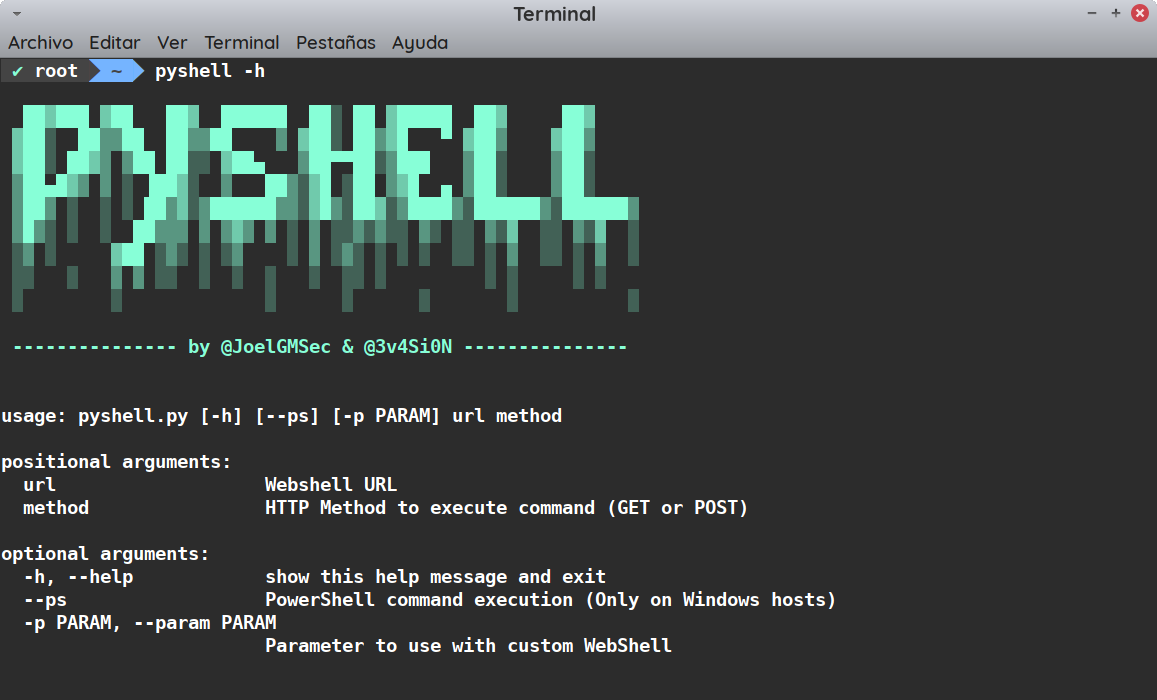 Terminal
Archivo Editar Ver Terminal Pestañas Ayuda
✔ root ~ pyshell -h
PYSHELL
--------------- by @JoelGMSec & @3v4Si0N ---------------
usage: pyshell.py [-h] [--ps] [-p PARAM] url method
positional arguments:
url Webshell URL
method HTTP Method to execute command (GET or POST)
optional arguments:
-h, --help show this help message and exit
--ps PowerShell command execution (Only on Windows hosts)
-p PARAM, --param PARAM
Parameter to use with custom WebShell